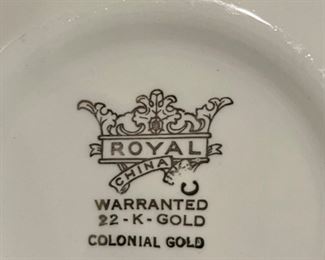 ROYAL
CHINA
E C
WARRANTED
22-K-GOLD
COLONIAL GOLD